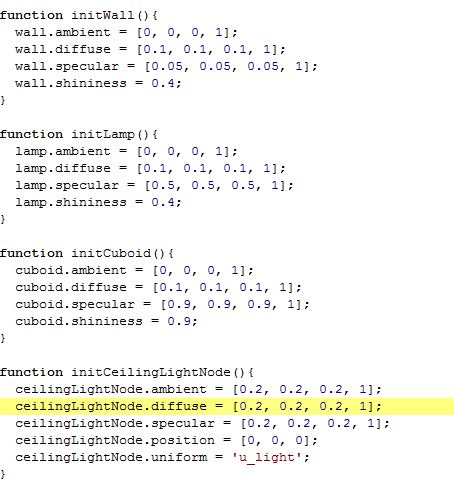 function initWall(){
  wall.ambient = [0, 0, 0, 1];
  wall.diffuse = [0.1, 0.1, 0.1, 1];
  wall.specular = [0.05, 0.05, 0.05, 1];
  wall.shininess = 0.4;
}

function initLamp(){
  lamp.ambient = [0, 0, 0, 1];
  lamp.diffuse = [0.1, 0.1, 0.1, 1];
  lamp.specular = [0.5, 0.5, 0.5, 1];
  lamp.shininess = 0.4;
}

function initCuboid(){
  cuboid.ambient = [0, 0, 0, 1];
  cuboid.diffuse = [0.1, 0.1, 0.1, 1];
  cuboid.specular = [0.9, 0.9, 0.9, 1];
  cuboid.shininess = 0.9;
}

function initCeilingLightNode(){
  ceilingLightNode.ambient = [0.2, 0.2, 0.2, 1];
  ceilingLightNode.diffuse = [0.2, 0.2, 0.2, 1];
  ceilingLightNode.specular = [0.2, 0.2, 0.2, 1];
  ceilingLightNode.position = [0, 0, 0];
  ceilingLightNode.uniform = 'u_light';
}